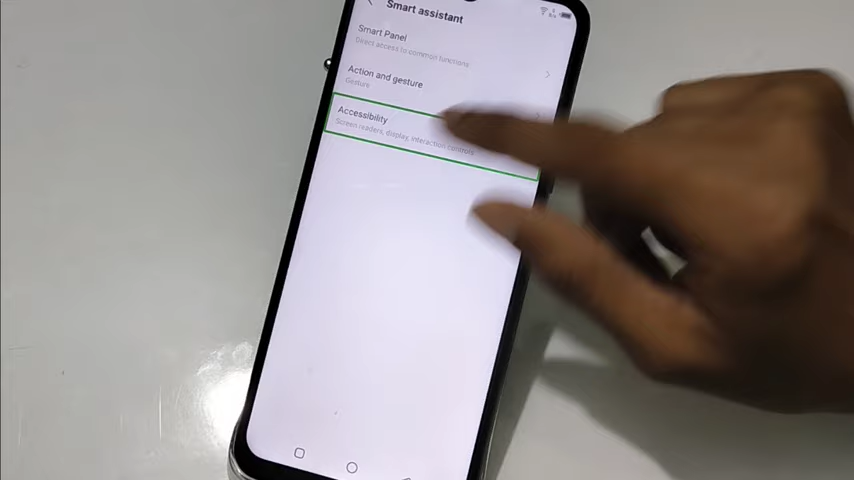 Smart assistant
Smart Panel
Direct access to common functions
Action and gesture
Gesture
Accessibility
Screen readers, display, interaction controls